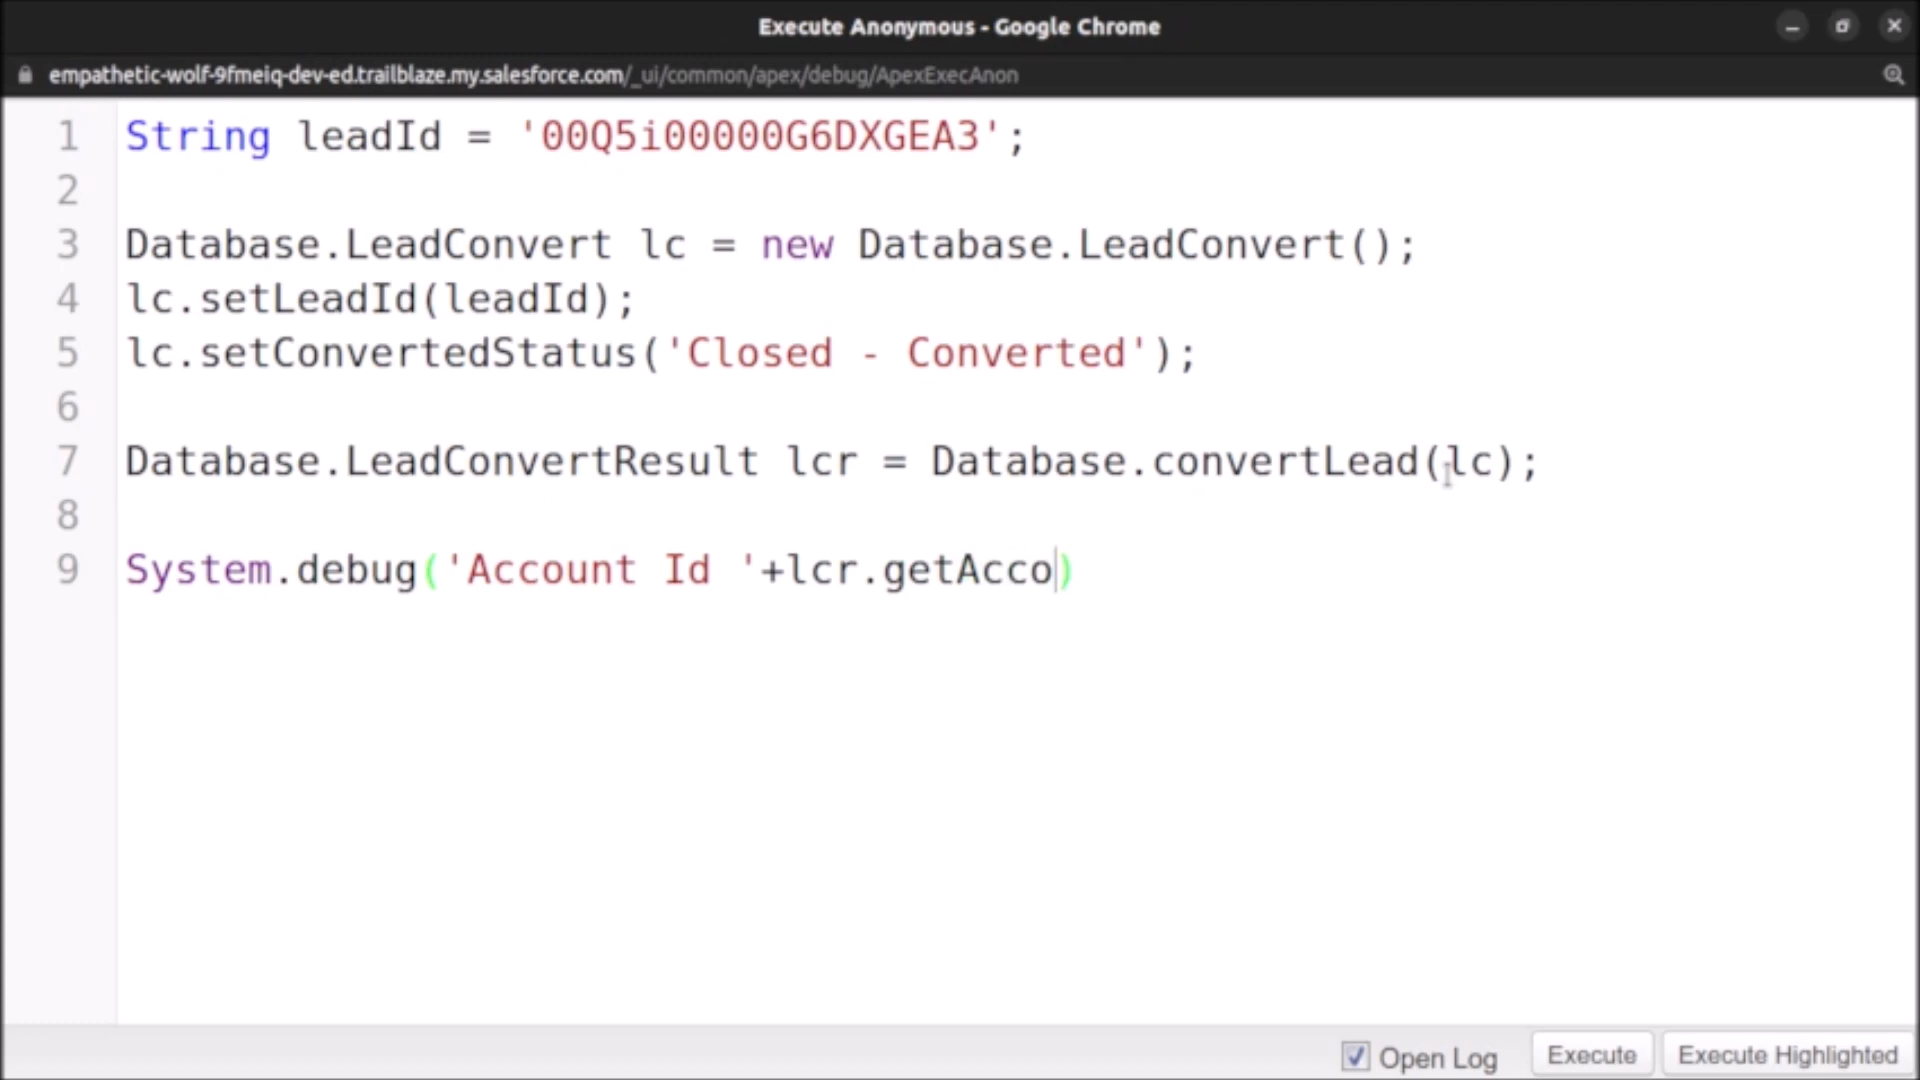 Execute Anonymous - Google Chrome
empathetic-wolf-9fmeiq-dev-ed.trailblaze.my.salesforce.com/_ui/common/apex/debug/ApexExecAnon
1 String leadId = '00Q5i00000G6DXGEA3';
2
3 Database.LeadConvert lc = new Database.LeadConvert();
4 lc.setLeadId(leadId);
5 lc.setConvertedStatus('Closed - Converted');
6
7 Database.LeadConvertResult lcr = Database.convertLead(lc);
8
9 System.debug('Account Id '+lcr.getAcco)
Open Log Execute Execute Highlighted